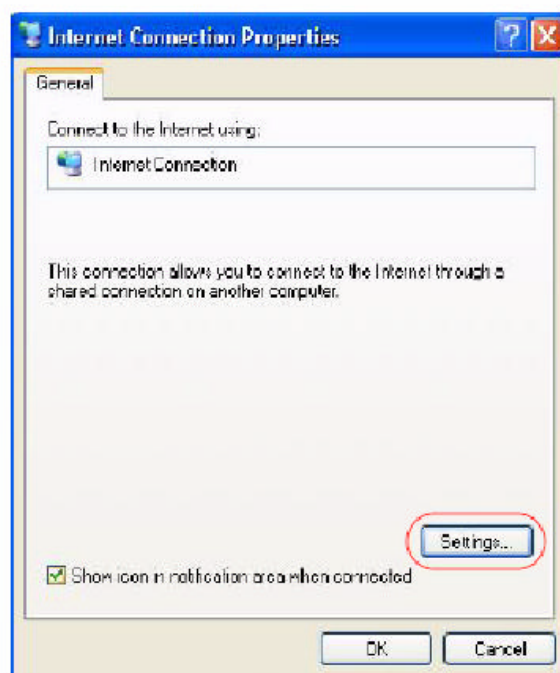 Internet Connection Properties
General
Connect to the Internet using:
Internet Connection
This connection allows you to connect to the Internet through a
shared connection on another computer.
Settings...
Show icon in notification area when connected
OK
Cancel